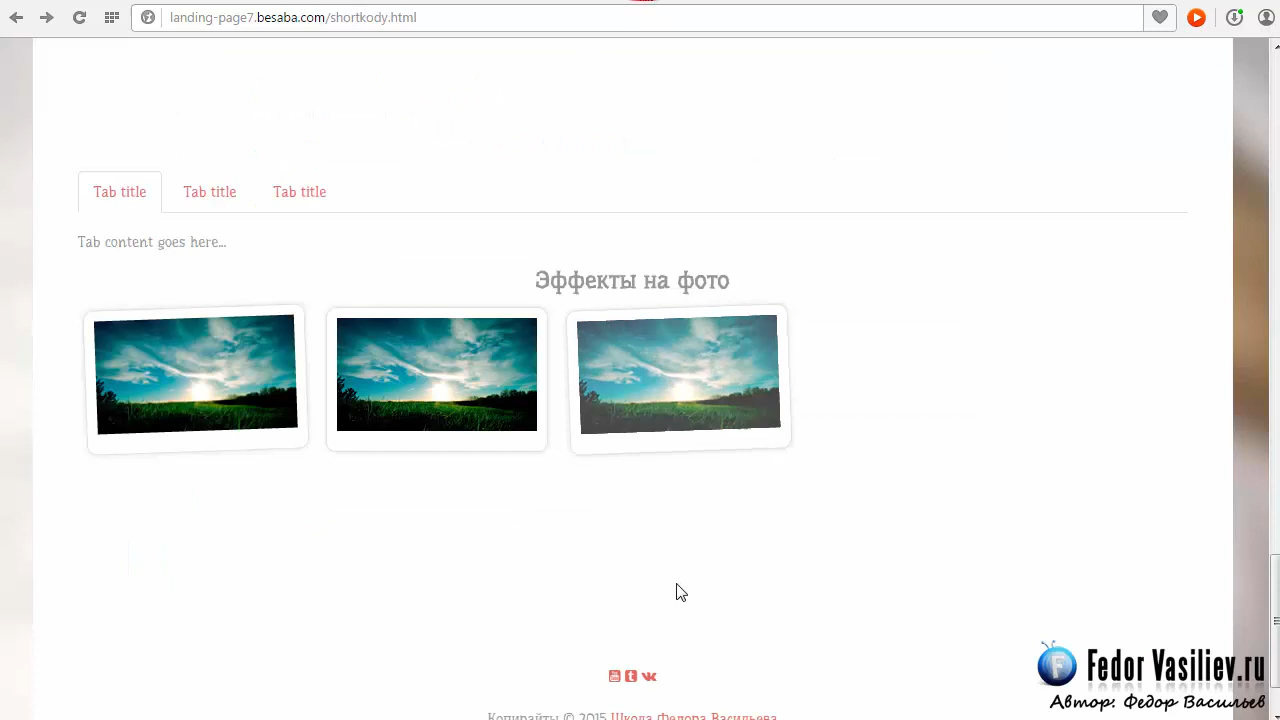 landing-page7.besaba.com/shortkody.html
Tab title Tab title Tab title
Tab content goes here...
Эффекты на фото
Fedor Vasiliev.ru
Автор: Федор Васильев
Копирайты © 2015 Школа Федора Васильева